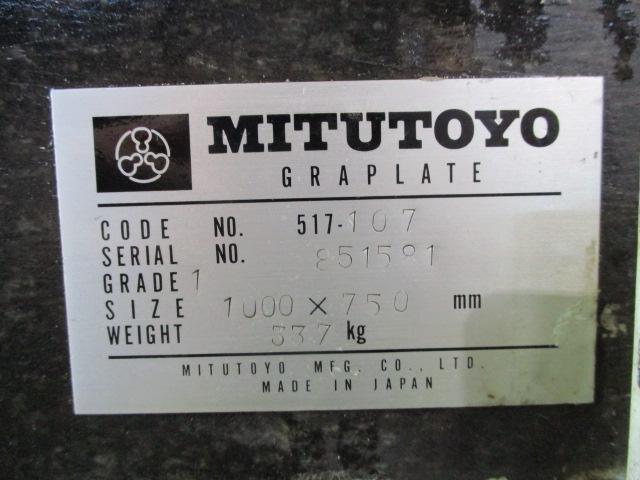 MITUTOYO
GRAPLATE
CODE NO. 517-107
SERIAL NO. 851581
GRADE 1
SIZE 1000 × 750 mm
WEIGHT 337 kg
MITUTOYO MFG. CO., LTD.
MADE IN JAPAN